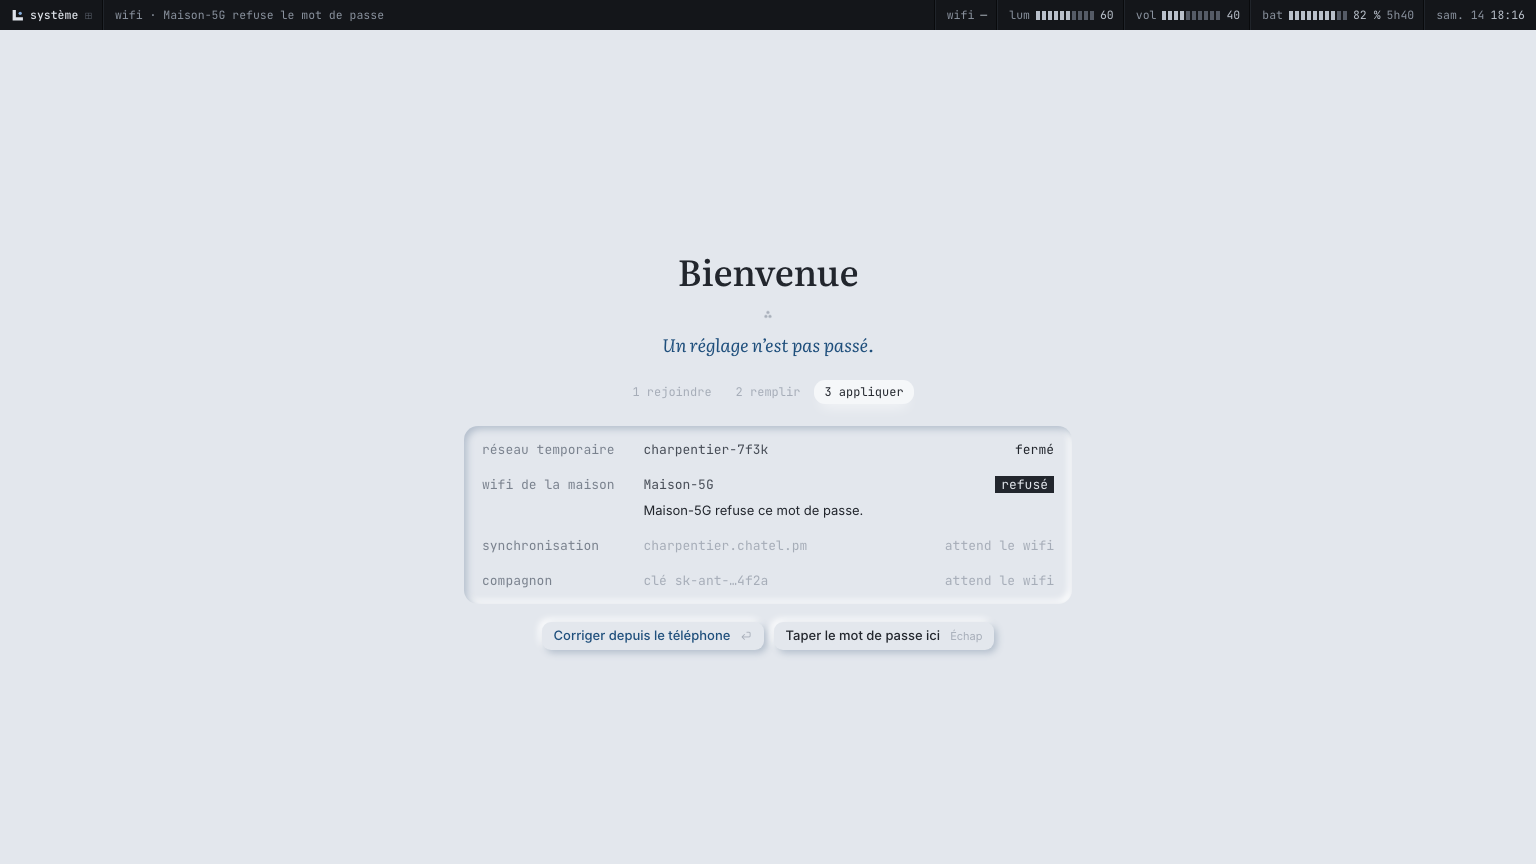 système wifi · Maison-5G refuse le mot de passe wifi — lum 60 vol 40 bat 82 % 5h40 sam. 14 18:16
Bienvenue
Un réglage n’est pas passé.
1 rejoindre 2 remplir 3 appliquer
réseau temporaire charpentier-7f3k fermé
wifi de la maison Maison-5G refusé
Maison-5G refuse ce mot de passe.
synchronisation charpentier.chatel.pm attend le wifi
compagnon clé sk-ant-…4f2a attend le wifi
Corriger depuis le téléphone ⏎ Taper le mot de passe ici Échap